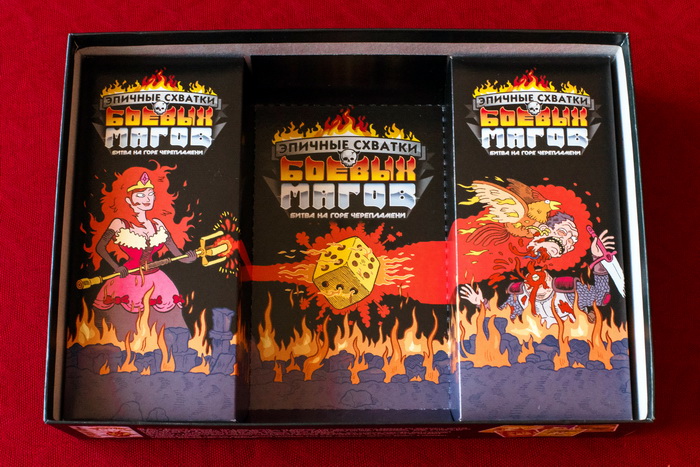 ЭПИЧНЫЕ СХВАТКИ
БОЕВЫХ
МАГОВ
БИТВА НА ГОРЕ ЧЕРЕПЛАМЕНИ
ЭПИЧНЫЕ СХВАТКИ
БОЕВЫХ
МАГОВ
БИТВА НА ГОРЕ ЧЕРЕПЛАМЕНИ
ЭПИЧНЫЕ СХВАТКИ
БОЕВЫХ
МАГОВ
БИТВА НА ГОРЕ ЧЕРЕПЛАМЕНИ